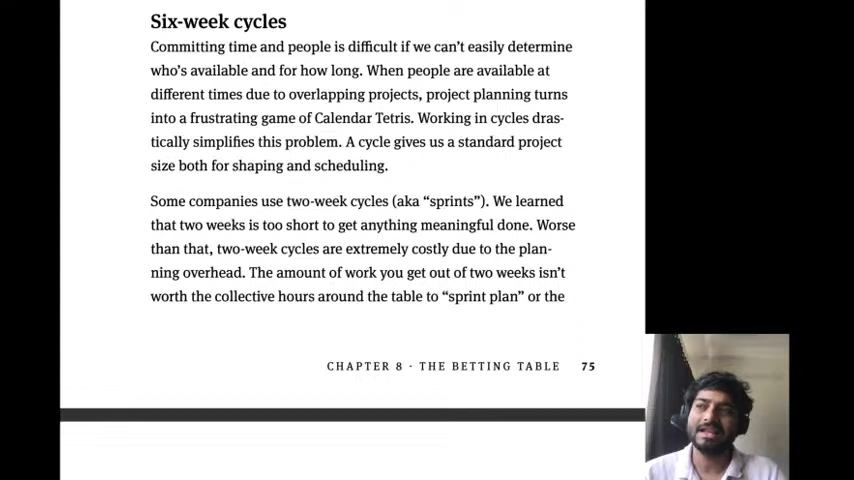 Six-week cycles
Committing time and people is difficult if we can't easily determine
who's available and for how long. When people are available at
different times due to overlapping projects, project planning turns
into a frustrating game of Calendar Tetris. Working in cycles dras-
tically simplifies this problem. A cycle gives us a standard project
size both for shaping and scheduling.
Some companies use two-week cycles (aka “sprints”). We learned
that two weeks is too short to get anything meaningful done. Worse
than that, two-week cycles are extremely costly due to the plan-
ning overhead. The amount of work you get out of two weeks isn't
worth the collective hours around the table to “sprint plan” or the
CHAPTER 8 - THE BETTING TABLE 75